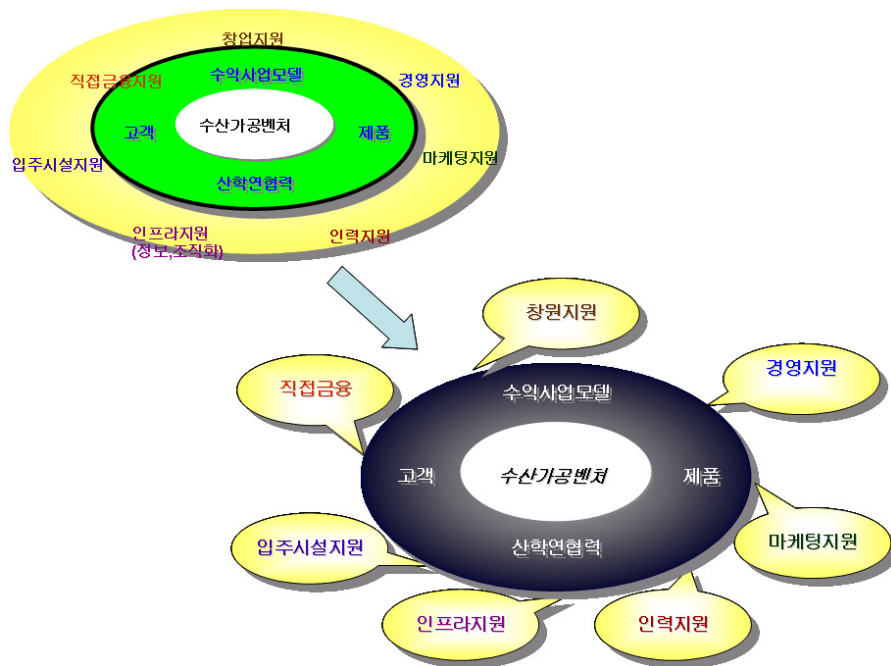 창업지원
직접금융지원
수익사업모델
경영지원
고객
수산가공벤처
제품
입주시설지원
마케팅지원
산학연협력
인프라지원
(정보,조직화)
인력지원
창원지원
경영지원
직접금융
수익사업모델
고객
수산가공벤처
제품
입주시설지원
산학연협력
마케팅지원
인프라지원
인력지원